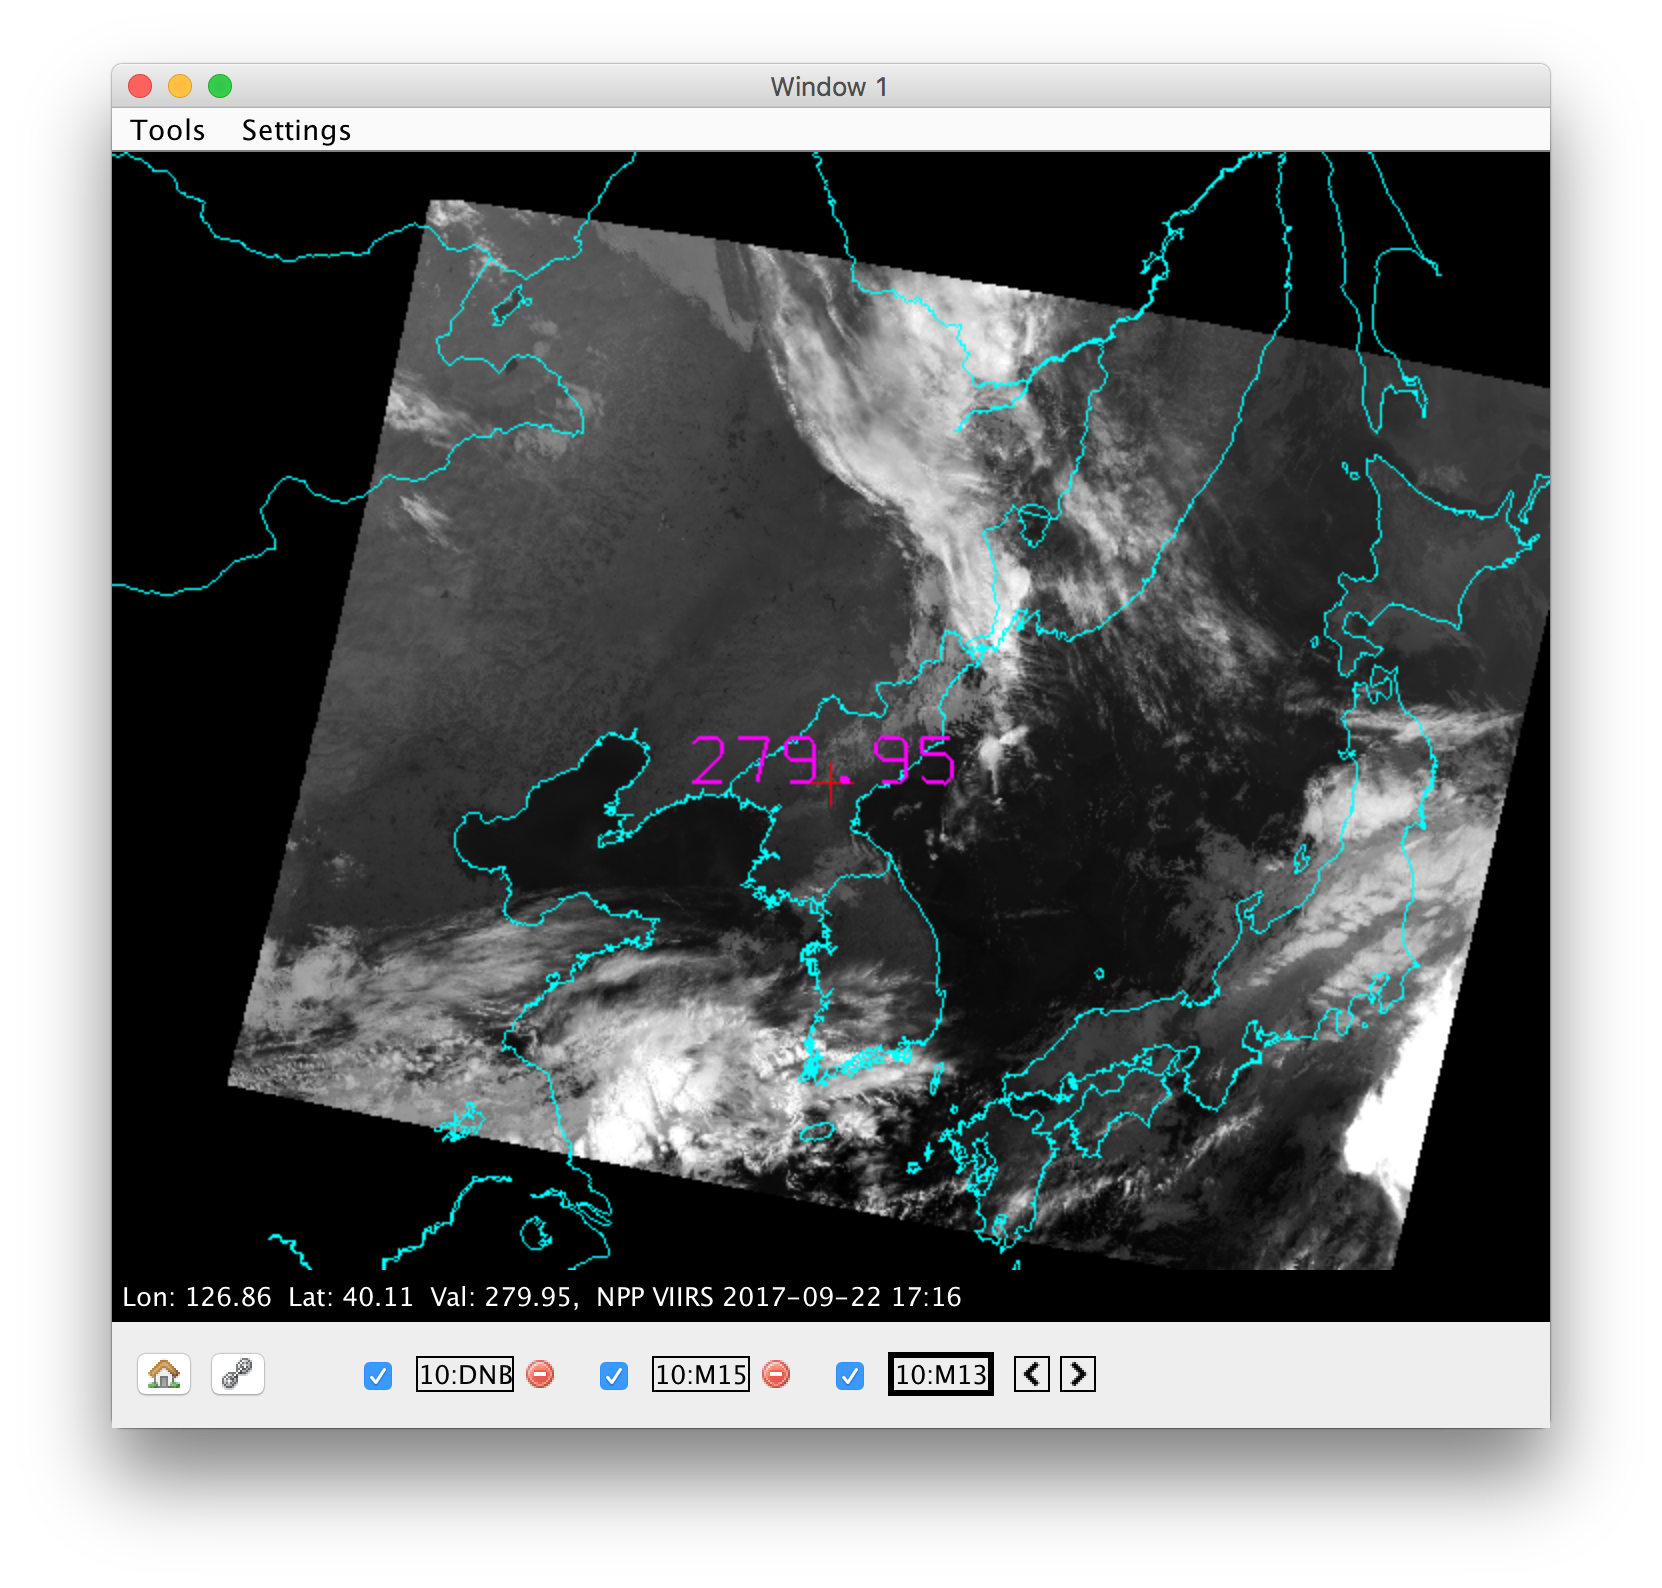 Window 1
Tools Settings
279.95
Lon: 126.86 Lat: 40.11 Val: 279.95, NPP VIIRS 2017-09-22 17:16
10:DNB 10:M15 10:M13 < >